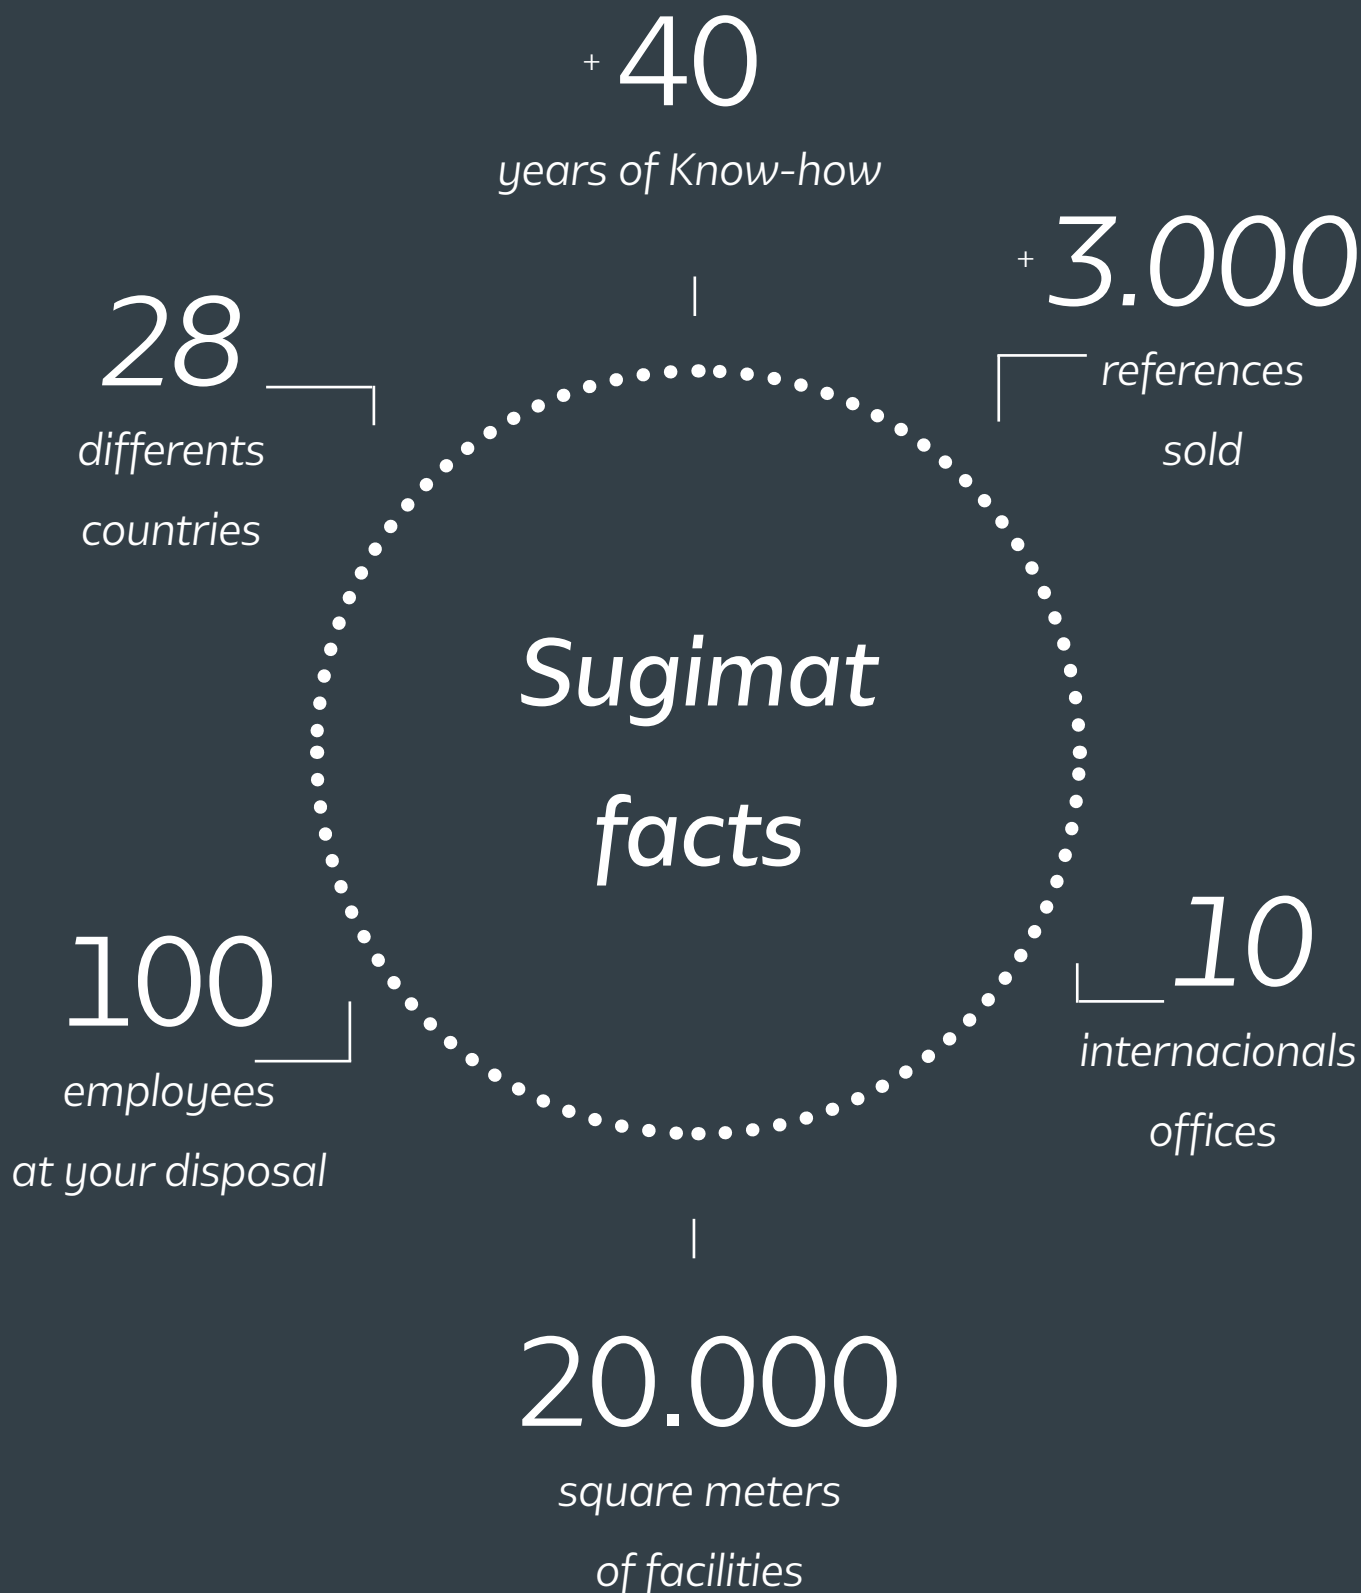 + 40
years of Know-how
+ 3.000
references
sold
28
differents
countries
Sugimat
facts
10
internacionals
offices
100
employees
at your disposal
20.000
square meters
of facilities